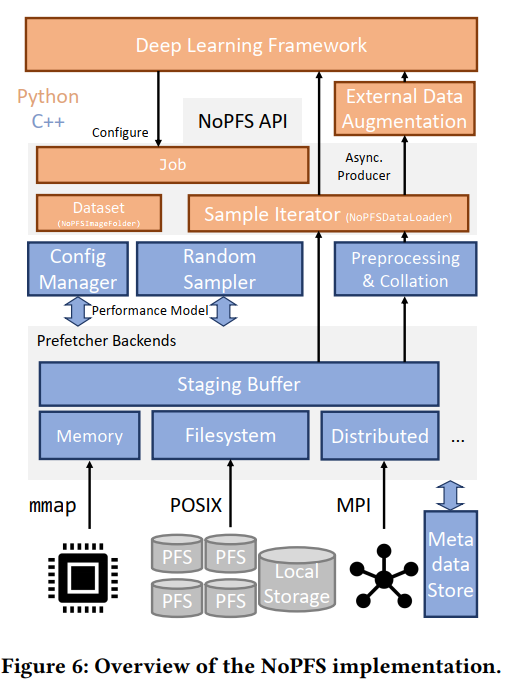 Deep Learning Framework
Python
C++
Configure
NoPFS API
External Data
Augmentation
Job
Async.
Producer
Dataset
(NoPFSImageFolder)
Sample Iterator (NoPFSDataLoader)
Config
Manager
Random
Sampler
Preprocessing
& Collation
Performance Model
Prefetcher Backends
Staging Buffer
Memory
Filesystem
Distributed
...
mmap
POSIX
MPI
PFS
PFS
PFS
PFS
Local
Storage
Meta
data
Store
Figure 6: Overview of the NoPFS implementation.